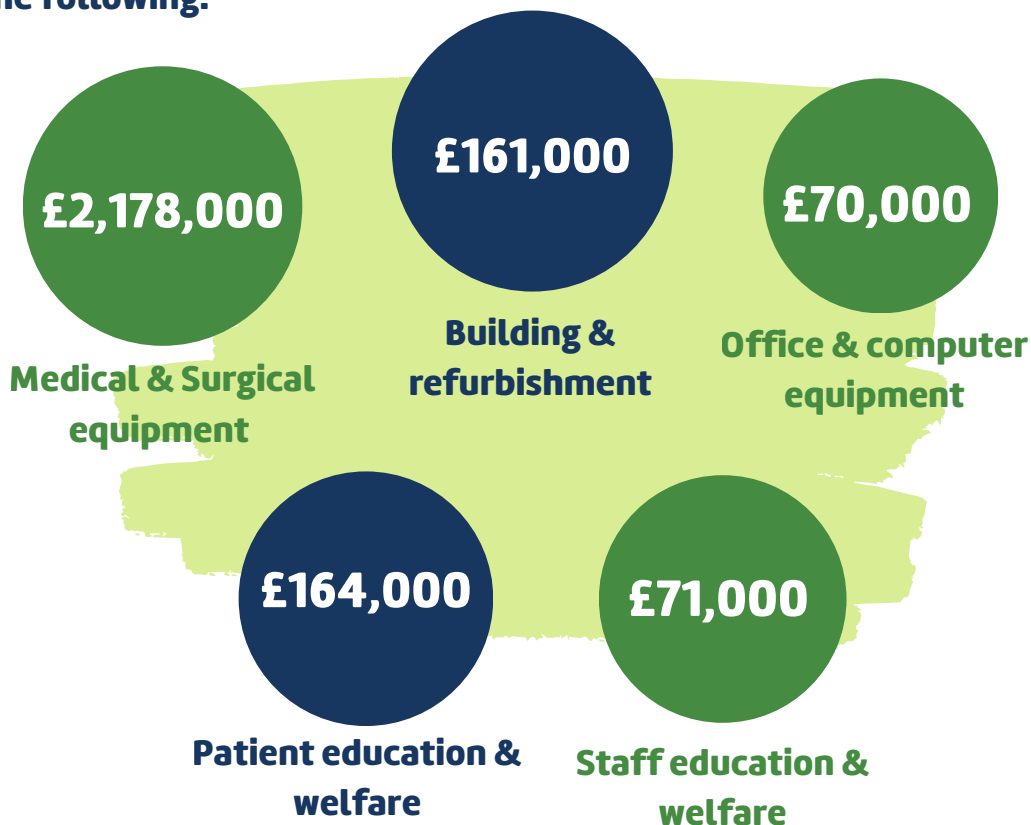 following:
£2,178,000
Medical & Surgical
equipment
£161,000
Building &
refurbishment
£70,000
Office & computer
equipment
£164,000
Patient education &
welfare
£71,000
Staff education &
welfare